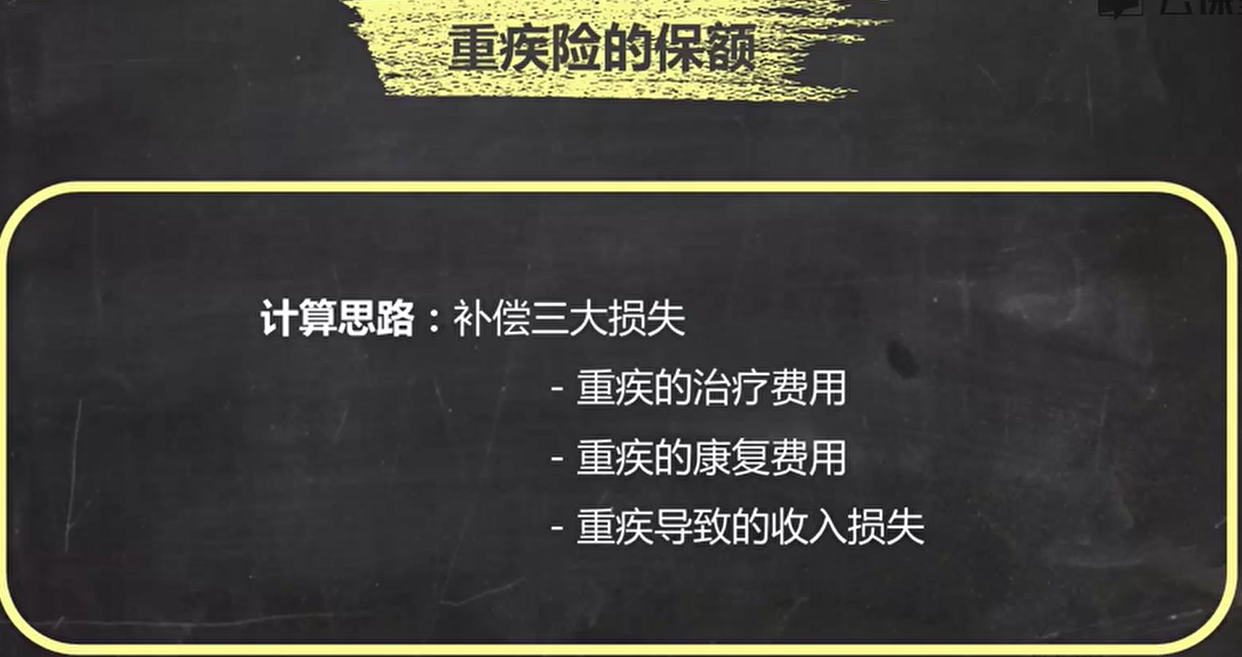 重疾险的保额
计算思路：补偿三大损失
- 重疾的治疗费用
- 重疾的康复费用
- 重疾导致的收入损失